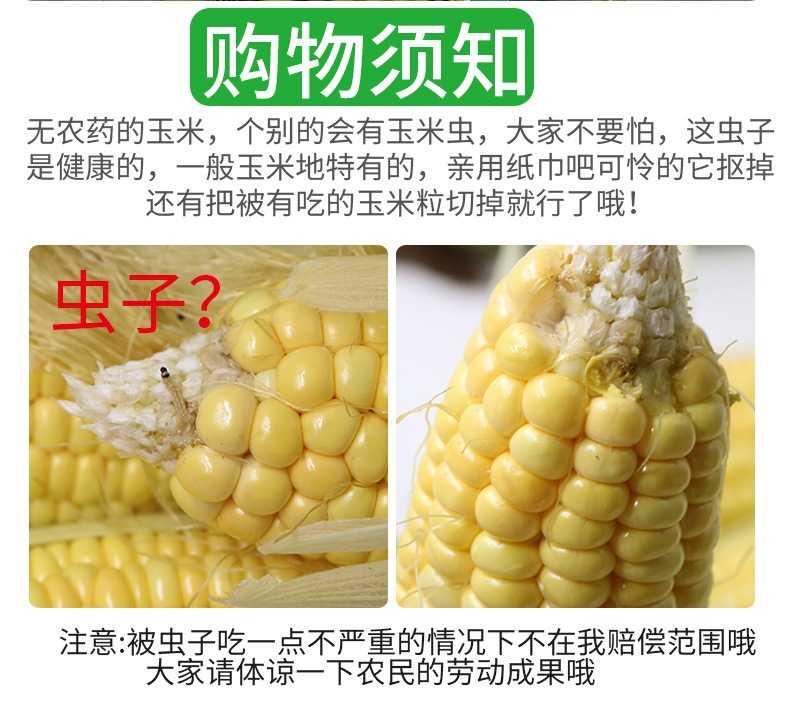 购物须知
无农药的玉米，个别的会有玉米虫，大家不要怕，这虫子
是健康的，一般玉米地特有的，亲用纸巾吧可怜的它抠掉
还有把被有吃的玉米粒切掉就行了哦！
虫子？
注意:被虫子吃一点不严重的情况下不在我赔偿范围哦
大家请体谅一下农民的劳动成果哦